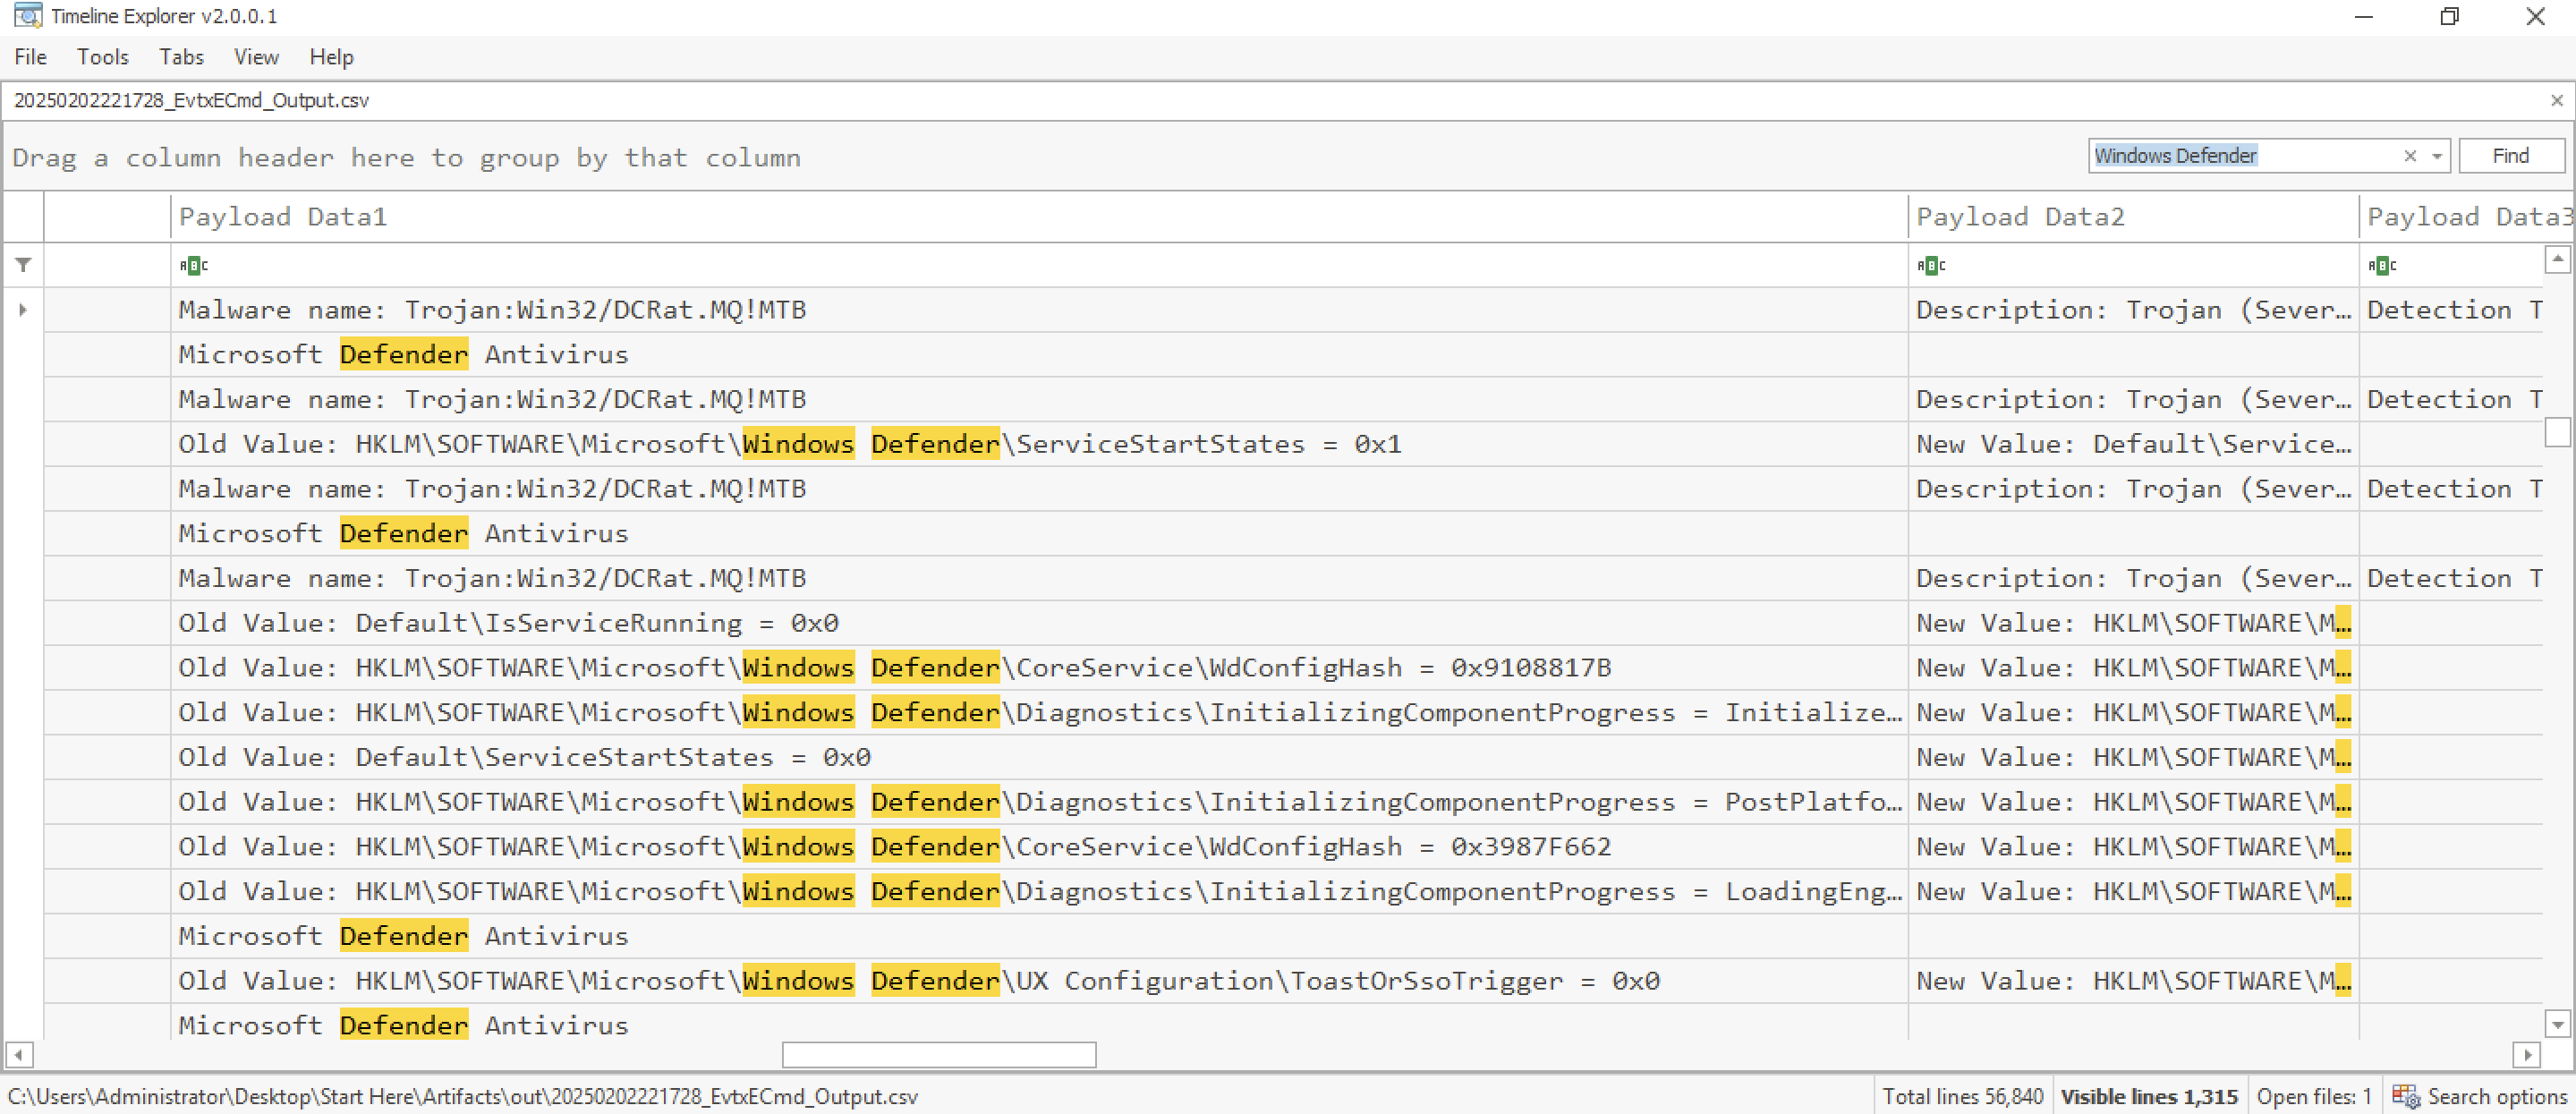 Timeline Explorer v2.0.0.1
File Tools Tabs View Help
20250202221728_EvtxECmd_Output.csv
Drag a column header here to group by that column
Windows Defender Find
Payload Data1 Payload Data2 Payload Data3
ABC ABC ABC
Malware name: Trojan:Win32/DCRat.MQ!MTB Description: Trojan (Sever… Detection T
Microsoft Defender Antivirus
Malware name: Trojan:Win32/DCRat.MQ!MTB Description: Trojan (Sever… Detection T
Old Value: HKLM\SOFTWARE\Microsoft\Windows Defender\ServiceStartStates = 0x1 New Value: Default\Service…
Malware name: Trojan:Win32/DCRat.MQ!MTB Description: Trojan (Sever… Detection T
Microsoft Defender Antivirus
Malware name: Trojan:Win32/DCRat.MQ!MTB Description: Trojan (Sever… Detection T
Old Value: Default\IsServiceRunning = 0x0 New Value: HKLM\SOFTWARE\M…
Old Value: HKLM\SOFTWARE\Microsoft\Windows Defender\CoreService\WdConfigHash = 0x9108817B New Value: HKLM\SOFTWARE\M…
Old Value: HKLM\SOFTWARE\Microsoft\Windows Defender\Diagnostics\InitializingComponentProgress = Initialize… New Value: HKLM\SOFTWARE\M…
Old Value: Default\ServiceStartStates = 0x0 New Value: HKLM\SOFTWARE\M…
Old Value: HKLM\SOFTWARE\Microsoft\Windows Defender\Diagnostics\InitializingComponentProgress = PostPlatfo… New Value: HKLM\SOFTWARE\M…
Old Value: HKLM\SOFTWARE\Microsoft\Windows Defender\CoreService\WdConfigHash = 0x3987F662 New Value: HKLM\SOFTWARE\M…
Old Value: HKLM\SOFTWARE\Microsoft\Windows Defender\Diagnostics\InitializingComponentProgress = LoadingEng… New Value: HKLM\SOFTWARE\M…
Microsoft Defender Antivirus
Old Value: HKLM\SOFTWARE\Microsoft\Windows Defender\UX Configuration\ToastOrSsoTrigger = 0x0 New Value: HKLM\SOFTWARE\M…
Microsoft Defender Antivirus
C:\Users\Administrator\Desktop\Start Here\Artifacts\out\20250202221728_EvtxECmd_Output.csv Total lines 56,840 Visible lines 1,315 Open files: 1 Search options